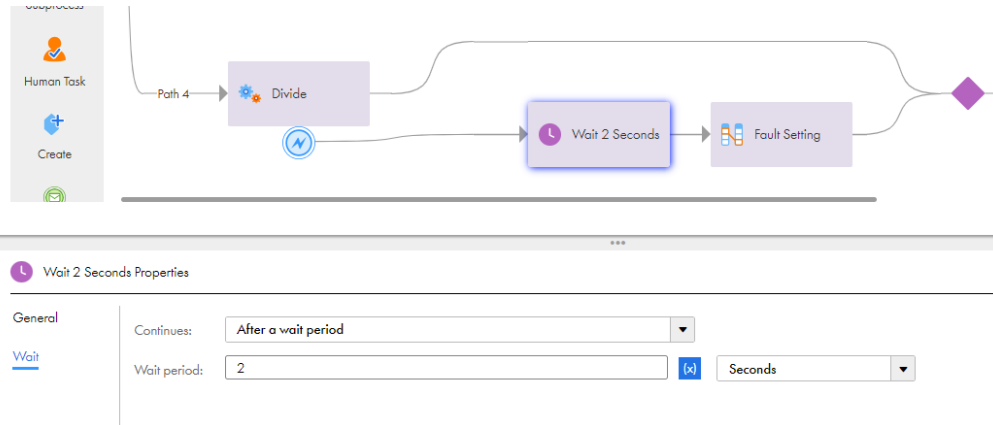 Subprocess
Human Task
Create
Path 4
Divide
Wait 2 Seconds
Fault Setting
Wait 2 Seconds Properties
General
Wait
Continues:
After a wait period
Wait period:
2
(x)
Seconds